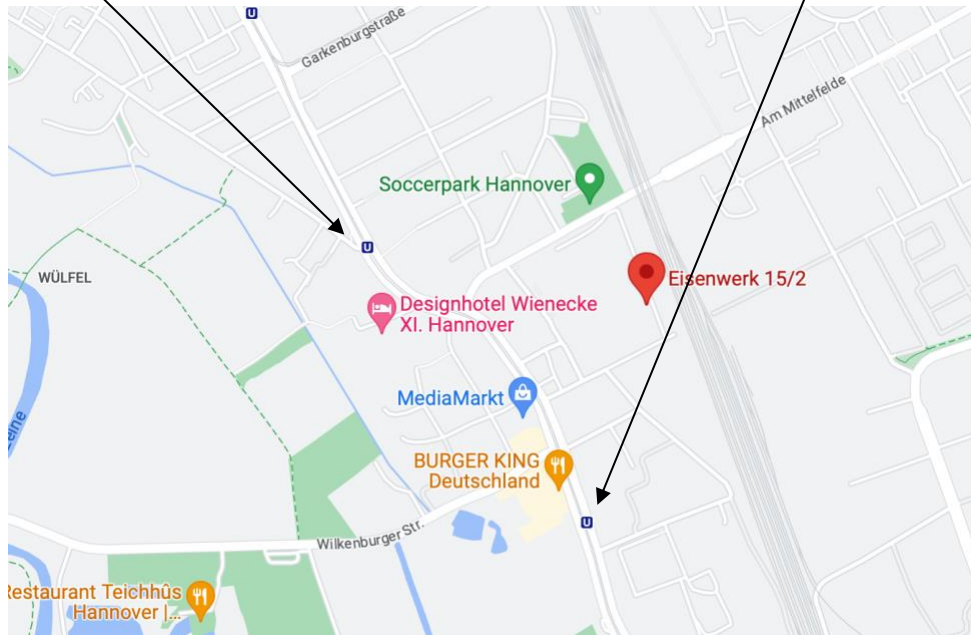 U
Garkenburgstraße
Am Mittelfelde
Soccerpark Hannover
U
WÜLFEL
Eisenwerk 15/2
Designhotel Wienecke
XI. Hannover
MediaMarkt
Leine
BURGER KING
Deutschland
U
Wilkenburger Str.
Restaurant Teichhûs
Hannover |...